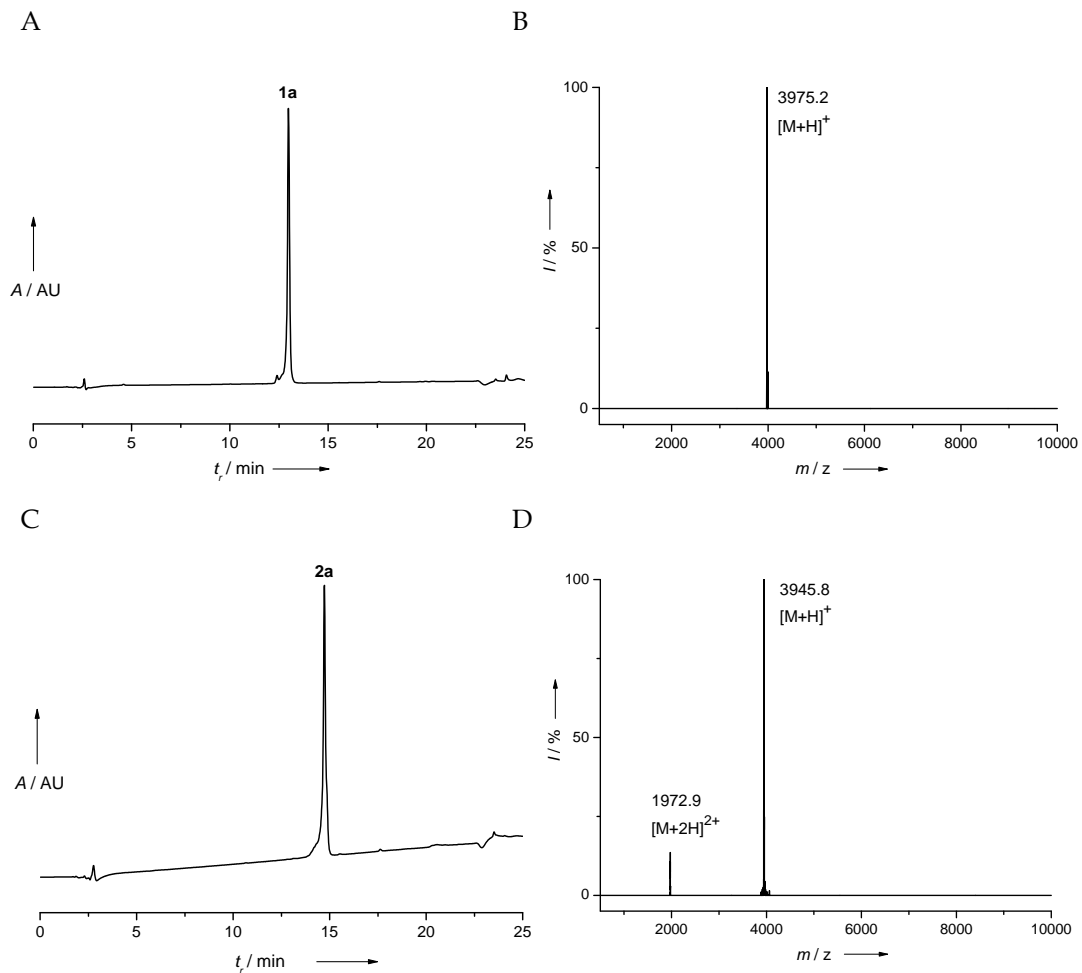 A
1a
A / AU
0 5 10 15 20 25
t_r / min
B
100
3975.2
[M+H]^+
50
I / %
0
2000 4000 6000 8000 10000
m / z
C
2a
A / AU
0 5 10 15 20 25
t_r / min
D
100
3945.8
[M+H]^+
50
I / %
1972.9
[M+2H]^2+
0
2000 4000 6000 8000 10000
m / z